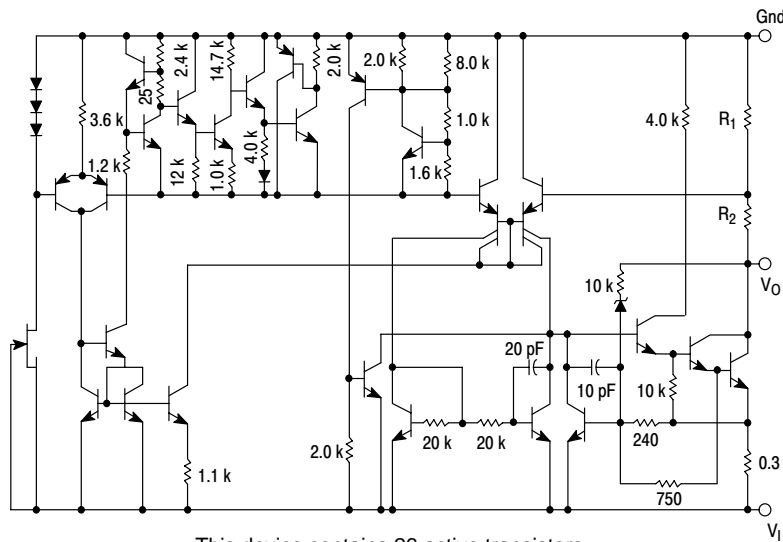 Gnd
2.4 k
14.7 k
2.0 k
2.0 k
8.0 k
25
3.6 k
4.0 k
1.0 k
4.0 k
R1
1.2 k
12 k
1.0 k
1.6 k
R2
10 k
VO
20 pF
10 pF
10 k
20 k
20 k
240
2.0 k
1.1 k
0.3
750
VI